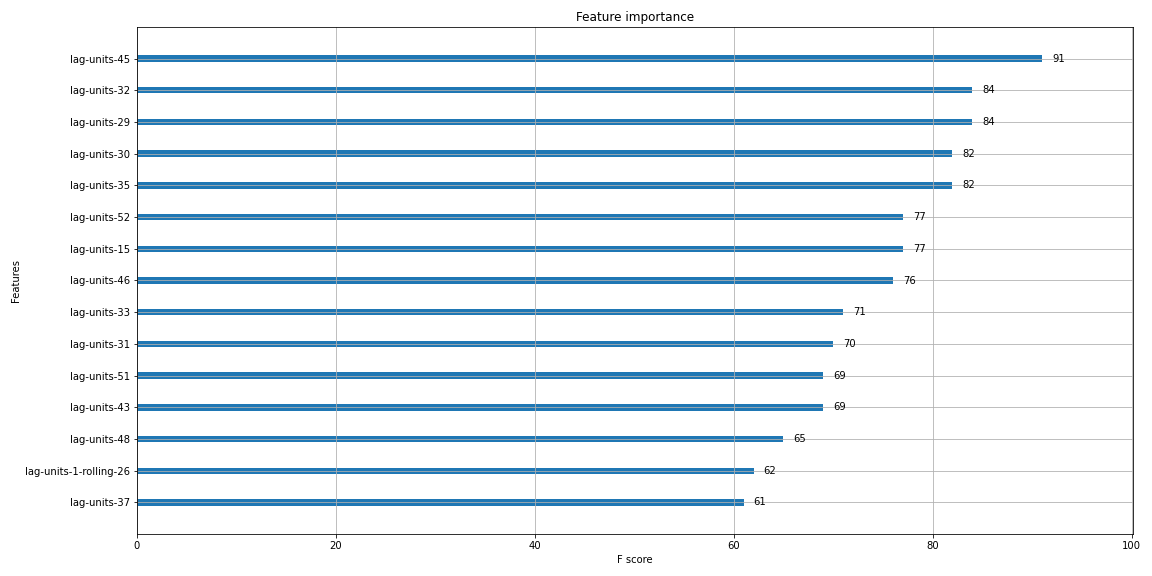 Feature importance
lag-units-45 91
lag-units-32 84
lag-units-29 84
lag-units-30 82
lag-units-35 82
lag-units-52 77
lag-units-15 77
lag-units-46 76
lag-units-33 71
lag-units-31 70
lag-units-51 69
lag-units-43 69
lag-units-48 65
lag-units-1-rolling-26 62
lag-units-37 61
Features
0 20 40 60 80 100
F score